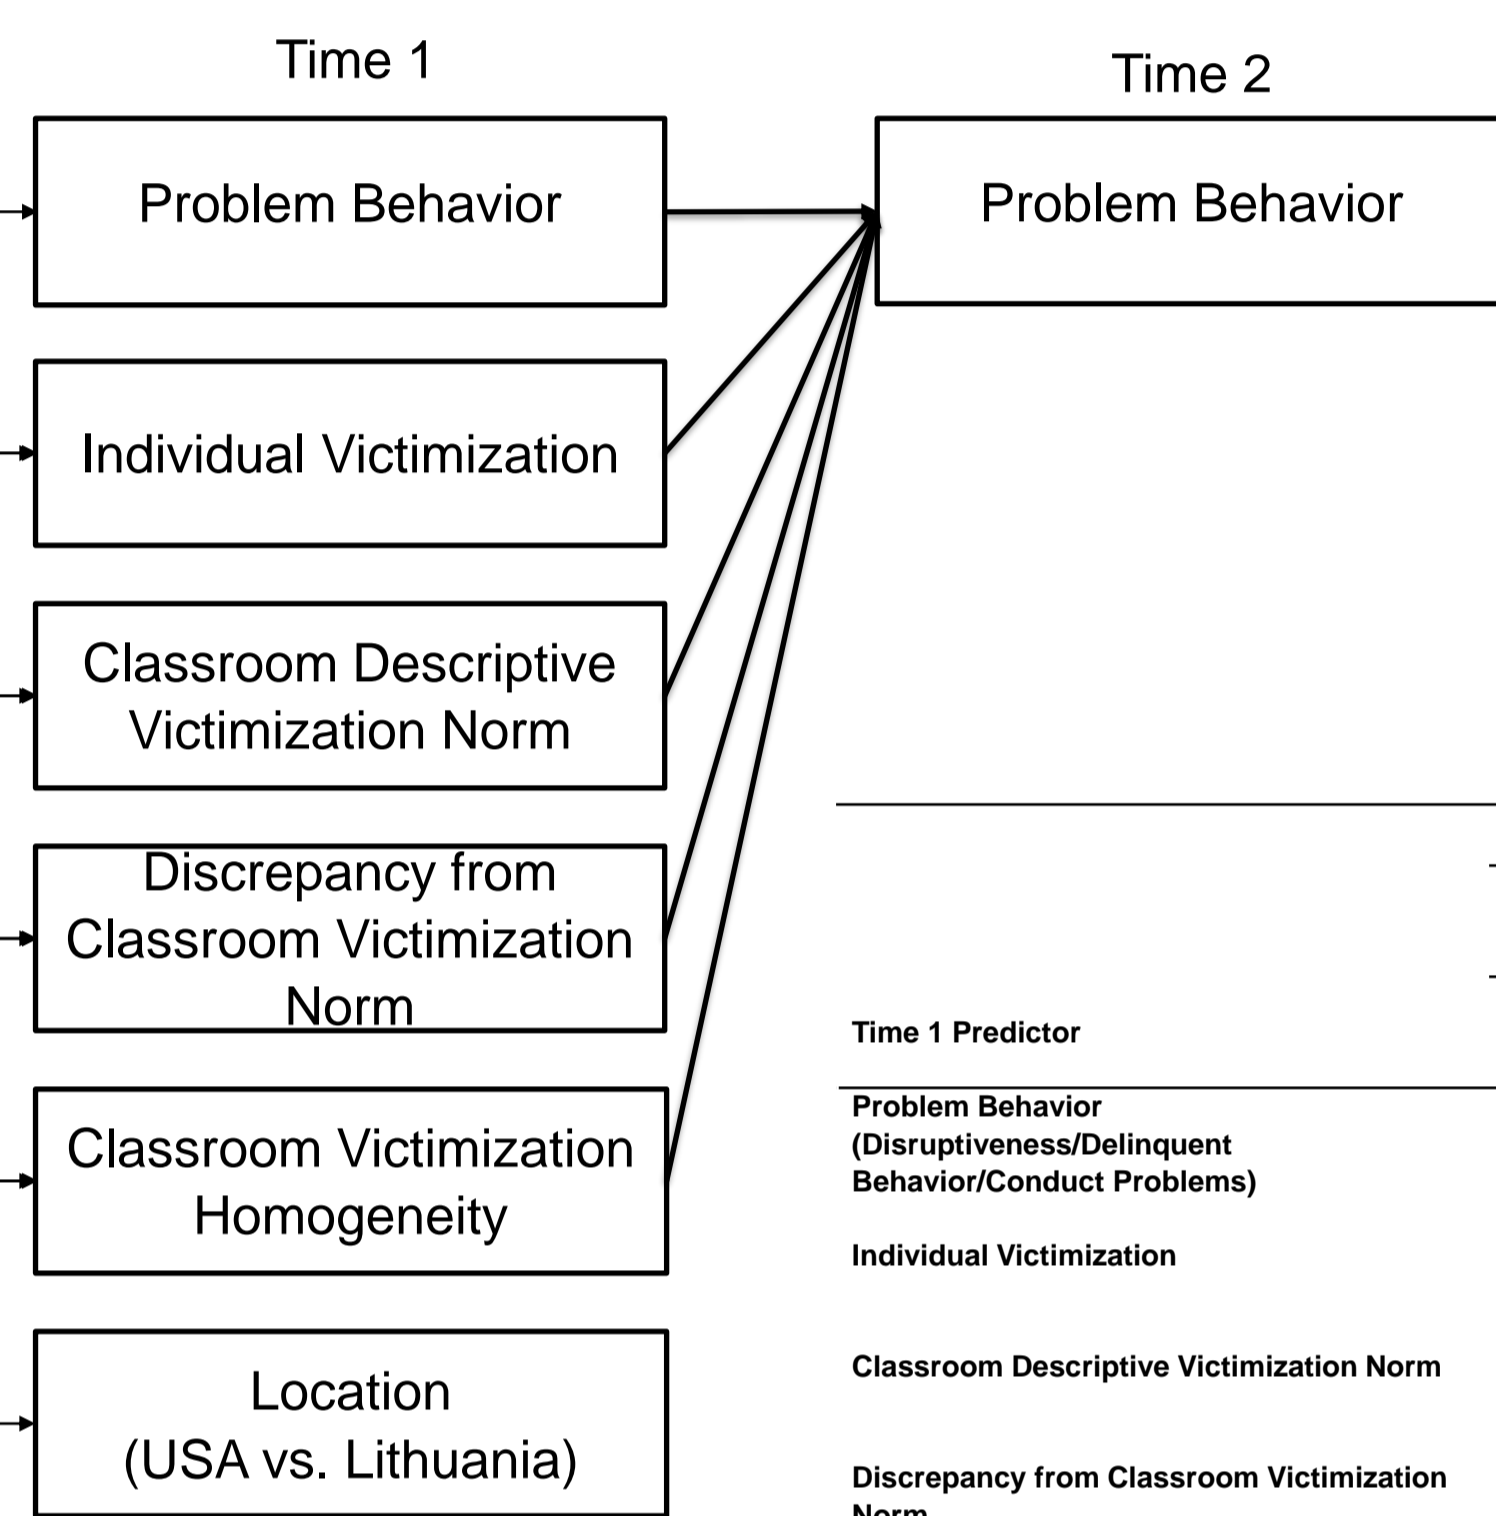 Time 1
Problem Behavior
Individual Victimization
Classroom Descriptive
Victimization Norm
Discrepancy from
Classroom Victimization
Norm
Classroom Victimization
Homogeneity
Location
(USA vs. Lithuania)
Time 2
Problem Behavior
Time 1 Predictor
Problem Behavior
(Disruptiveness/Delinquent
Behavior/Conduct Problems)
Individual Victimization
Classroom Descriptive Victimization Norm
Discrepancy from Classroom Victimization
Norm